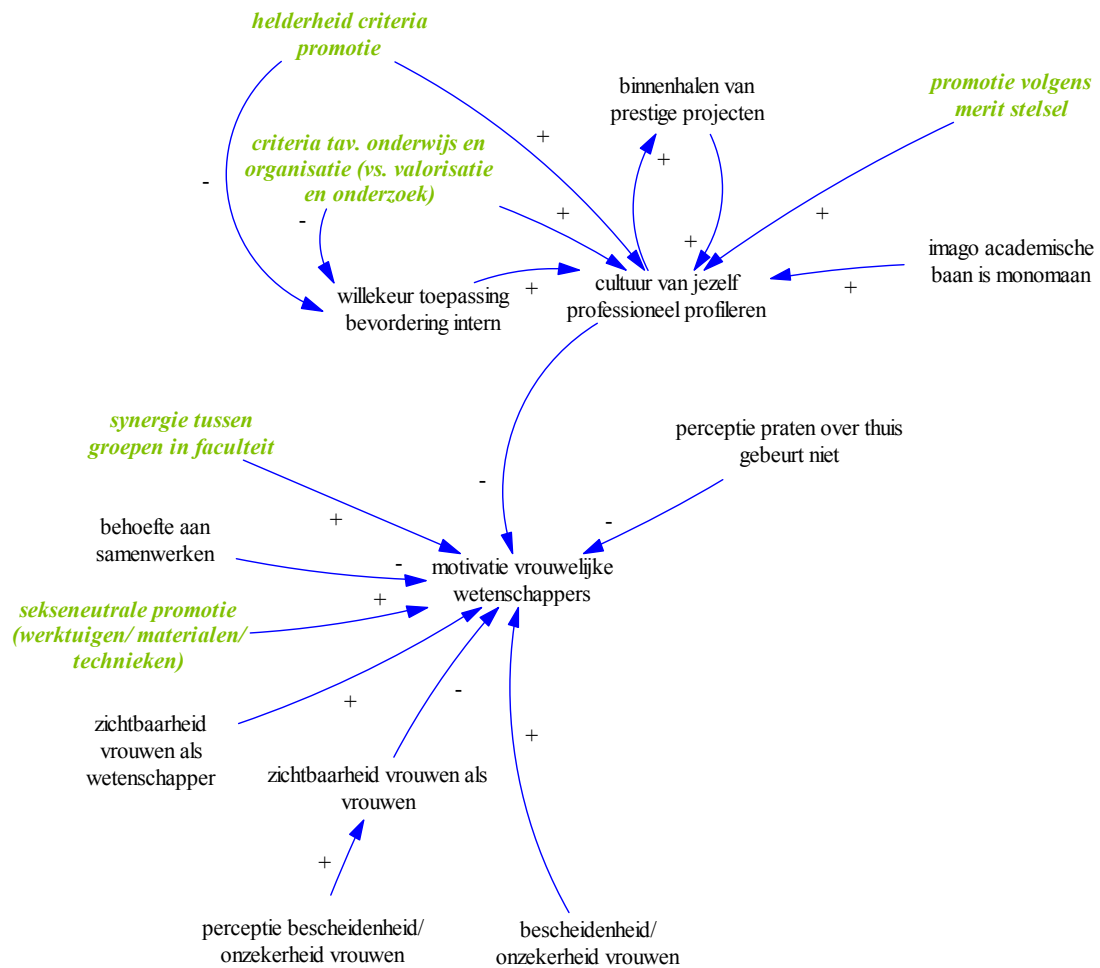 helderheid criteria
promotie
binnenhalen van
prestige projecten
promotie volgens
merit stelsel
+
criteria tav. onderwijs en
organisatie (vs. valorisatie
en onderzoek)
+
-
-
+
+
+
imago academische
baan is monomaan
+
willekeur toepassing
bevordering intern
+
cultuur van jezelf
professioneel profileren
+
synergie tussen
groepen in faculteit
perceptie praten over thuis
gebeurt niet
-
+
-
behoefte aan
samenwerken
-
motivatie vrouwelijke
wetenschappers
+
sekseneutrale promotie
(werktuigen/ materialen/
technieken)
-
+
+
zichtbaarheid
vrouwen als
wetenschapper
zichtbaarheid vrouwen als
vrouwen
+
perceptie bescheidenheid/
onzekerheid vrouwen
bescheidenheid/
onzekerheid vrouwen